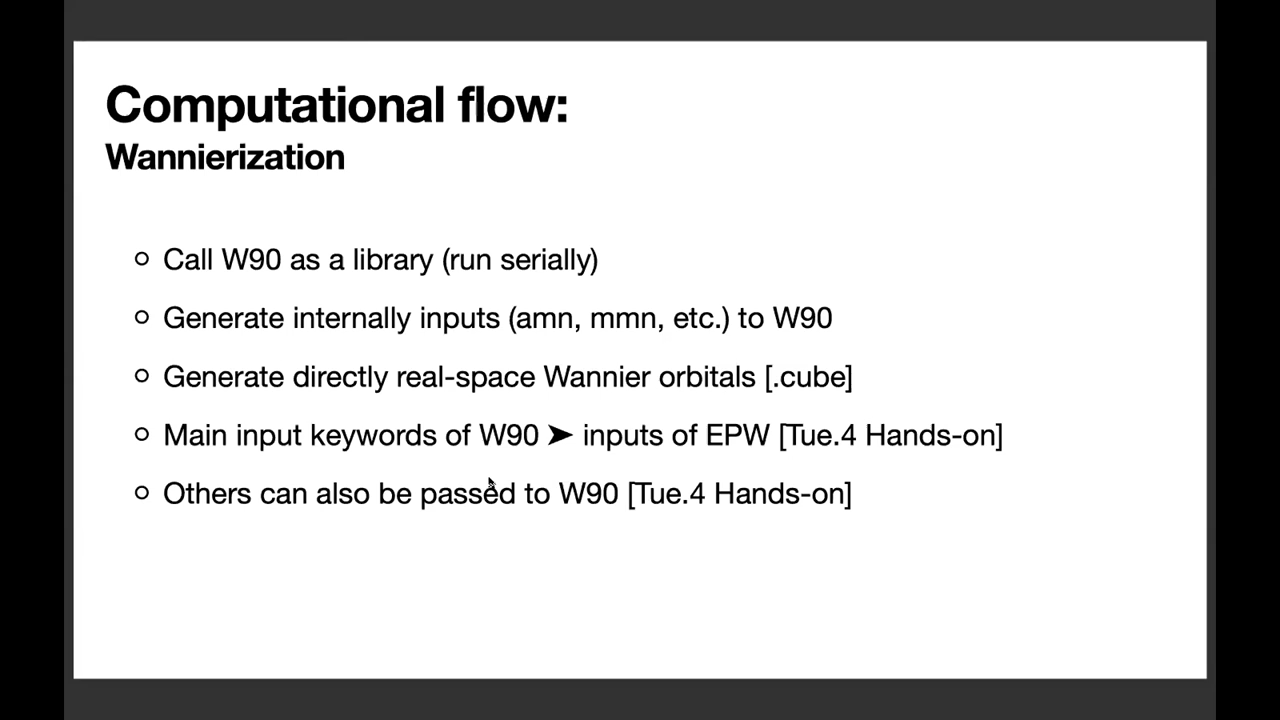 Computational flow:
Wannierization
Call W90 as a library (run serially)
Generate internally inputs (amn, mmn, etc.) to W90
Generate directly real-space Wannier orbitals [.cube]
Main input keywords of W90 ➤ inputs of EPW [Tue.4 Hands-on]
Others can also be passed to W90 [Tue.4 Hands-on]